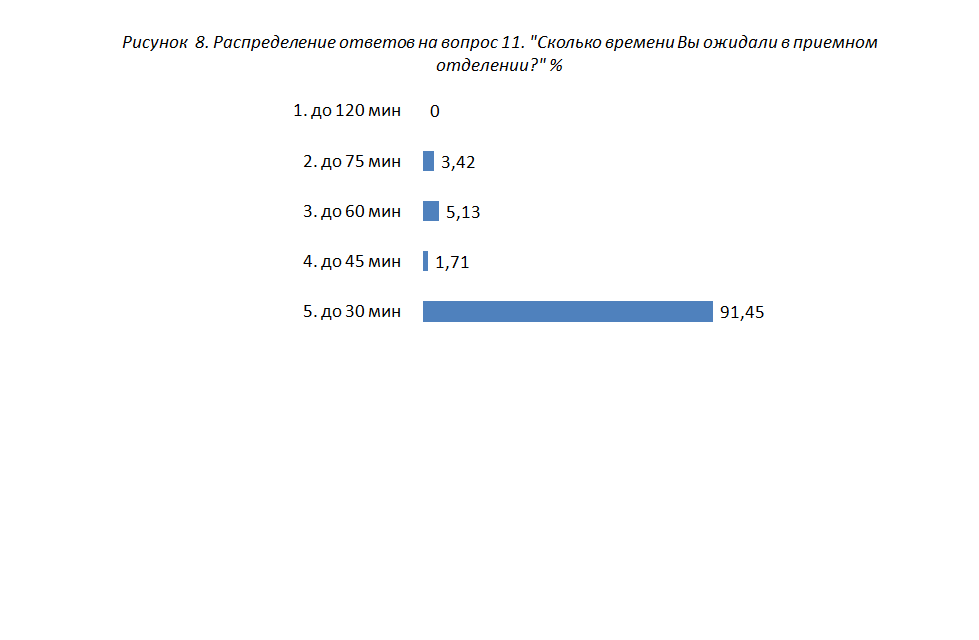 Рисунок 8. Распределение ответов на вопрос 11. "Сколько времени Вы ожидали в приемном
отделении?" %
1. до 120 мин 0
2. до 75 мин 3,42
3. до 60 мин 5,13
4. до 45 мин 1,71
5. до 30 мин 91,45